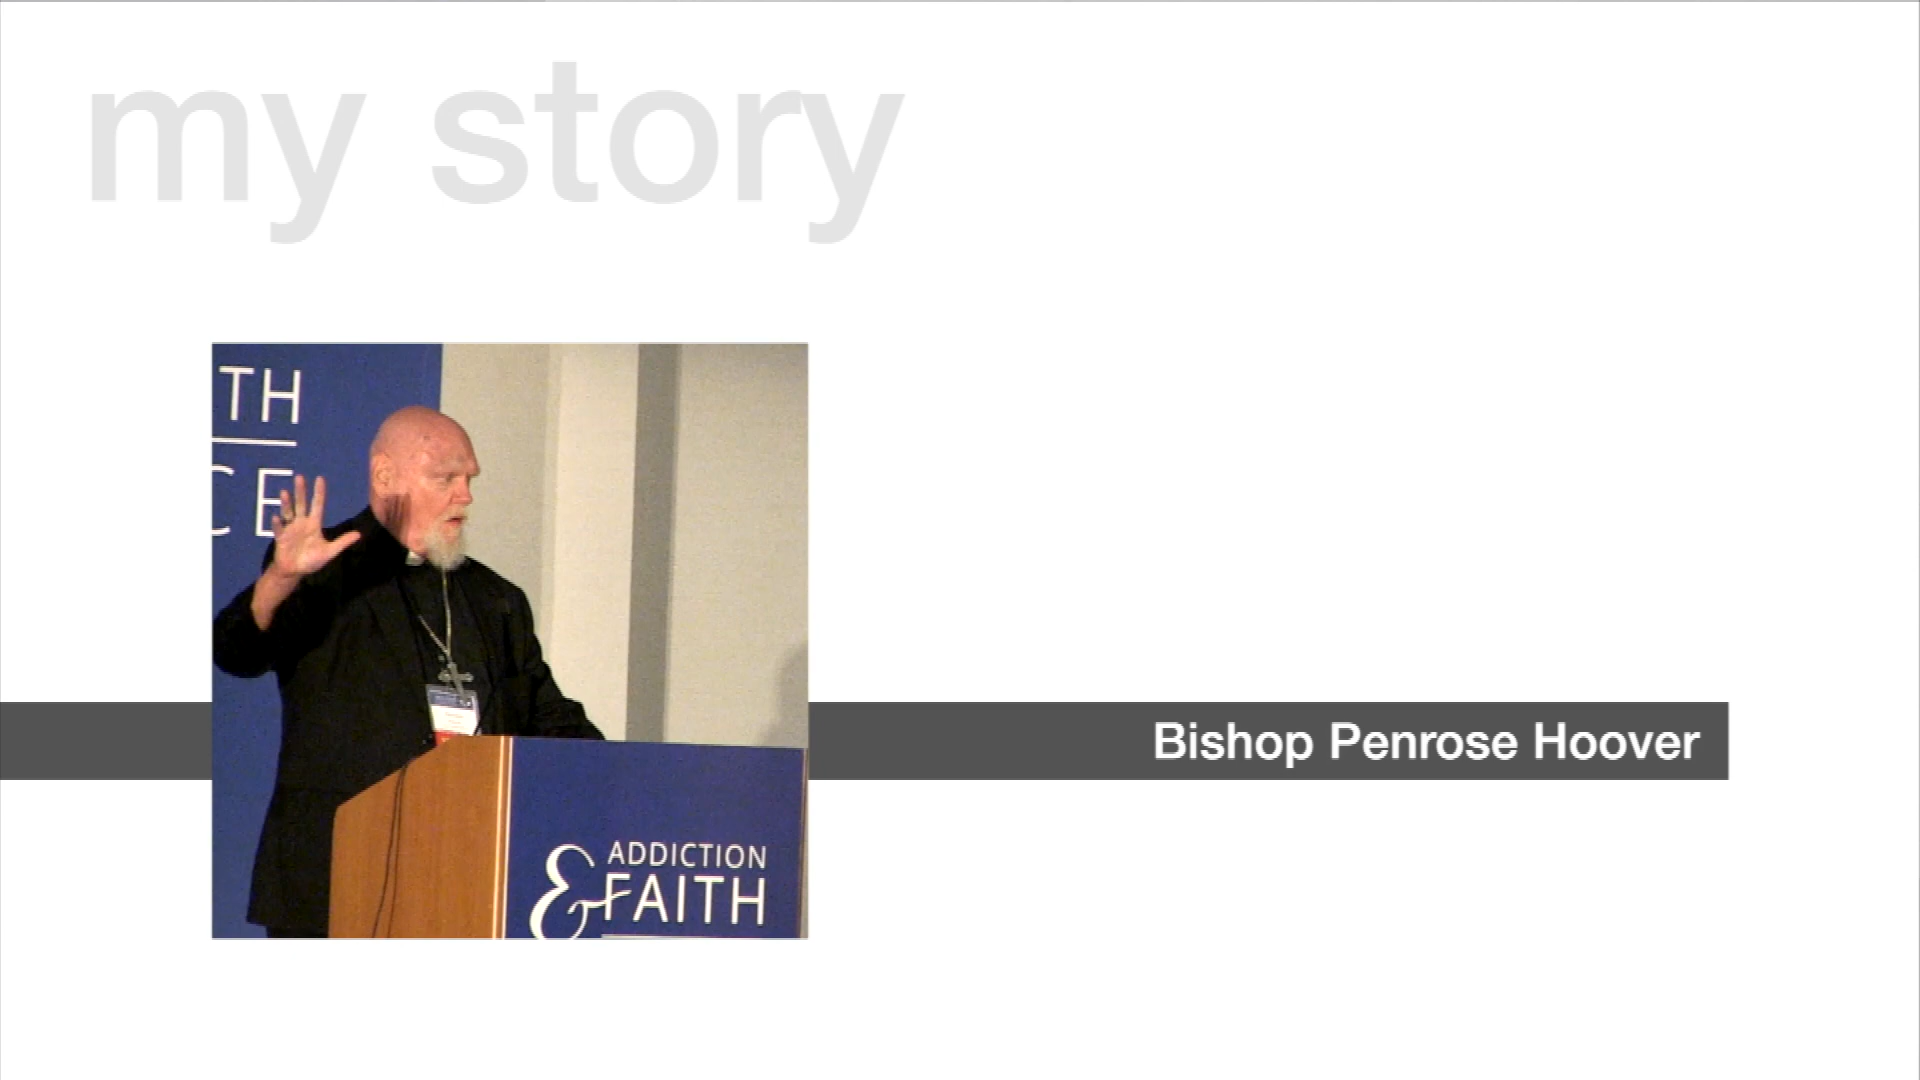 my story
TH
CE
Bishop Penrose Hoover
ADDICTION
& FAITH